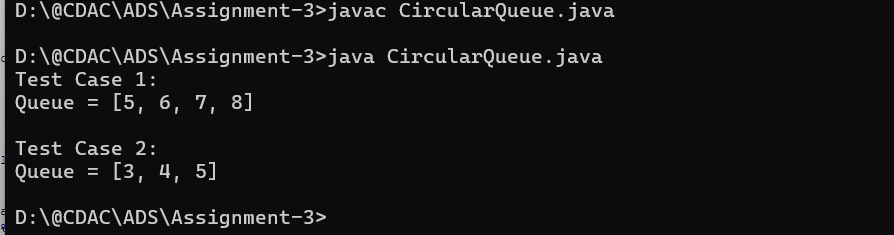 D:\@CDAC\ADS\Assignment-3>javac CircularQueue.java
D:\@CDAC\ADS\Assignment-3>java CircularQueue.java
Test Case 1:
Queue = [5, 6, 7, 8]
Test Case 2:
Queue = [3, 4, 5]
D:\@CDAC\ADS\Assignment-3>